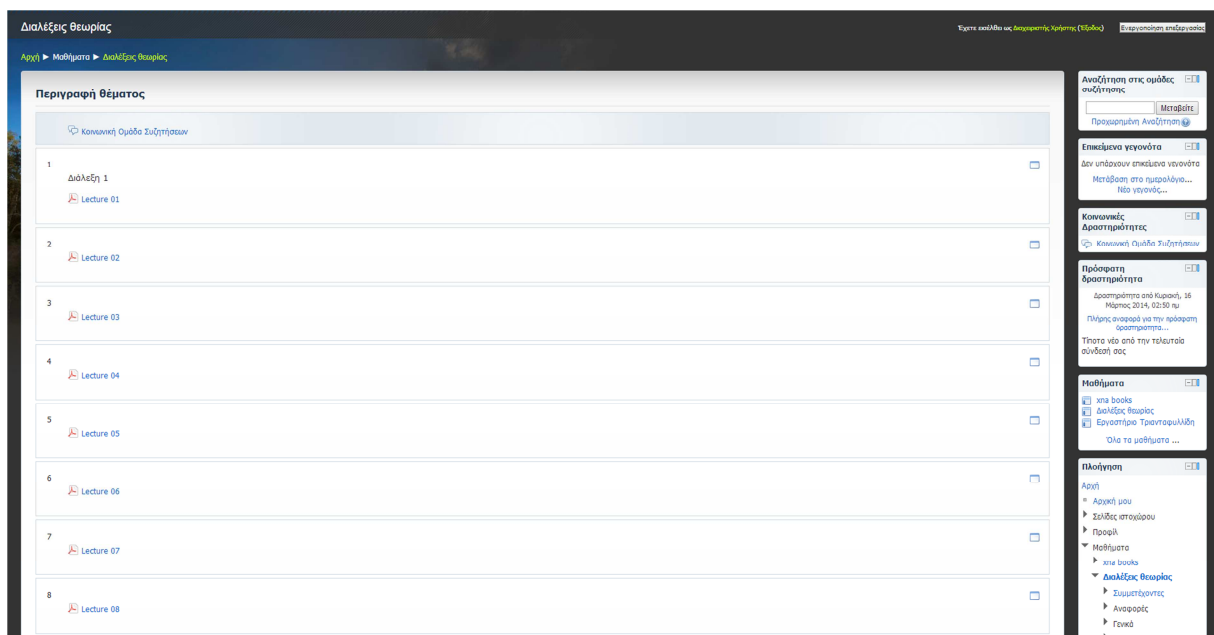 Διαλέξεις θεωρίας
Έχετε εισέλθει ως Διαχειριστής Χρήστης (Έξοδος)
Ενεργοποίηση επεξεργασίας
Αρχή ► Μαθήματα ► Διαλέξεις θεωρίας
Περιγραφή θέματος
Κοινωνική Ομάδα Συζητήσεων
1
Διάλεξη 1
Lecture 01
2
Lecture 02
3
Lecture 03
4
Lecture 04
5
Lecture 05
6
Lecture 06
7
Lecture 07
8
Lecture 08
Αναζήτηση στις ομάδες
συζήτησης
Μεταβείτε
Προχωρημένη Αναζήτηση
Επικείμενα γεγονότα
Δεν υπάρχουν επικείμενα γεγονότα
Μετάβαση στο ημερολόγιο...
Νέο γεγονός...
Κοινωνικές
Δραστηριότητες
Κοινωνική Ομάδα Συζητήσεων
Πρόσφατη
δραστηριότητα
Δραστηριότητα από Κυριακή, 16
Μάρτιος 2014, 02:50 πμ
Πλήρης αναφορά για την πρόσφατη
δραστηριότητα...
Τίποτα νέο από την τελευταία
σύνδεσή σας
Μαθήματα
xna books
Διαλέξεις θεωρίας
Εργαστήριο Τριανταφυλλίδη
Όλα τα μαθήματα ...
Πλοήγηση
Αρχή
Αρχική μου
Σελίδες ιστοχώρου
Προφίλ
Μαθήματα
xna books
Διαλέξεις θεωρίας
Συμμετέχοντες
Αναφορές
Γενικά